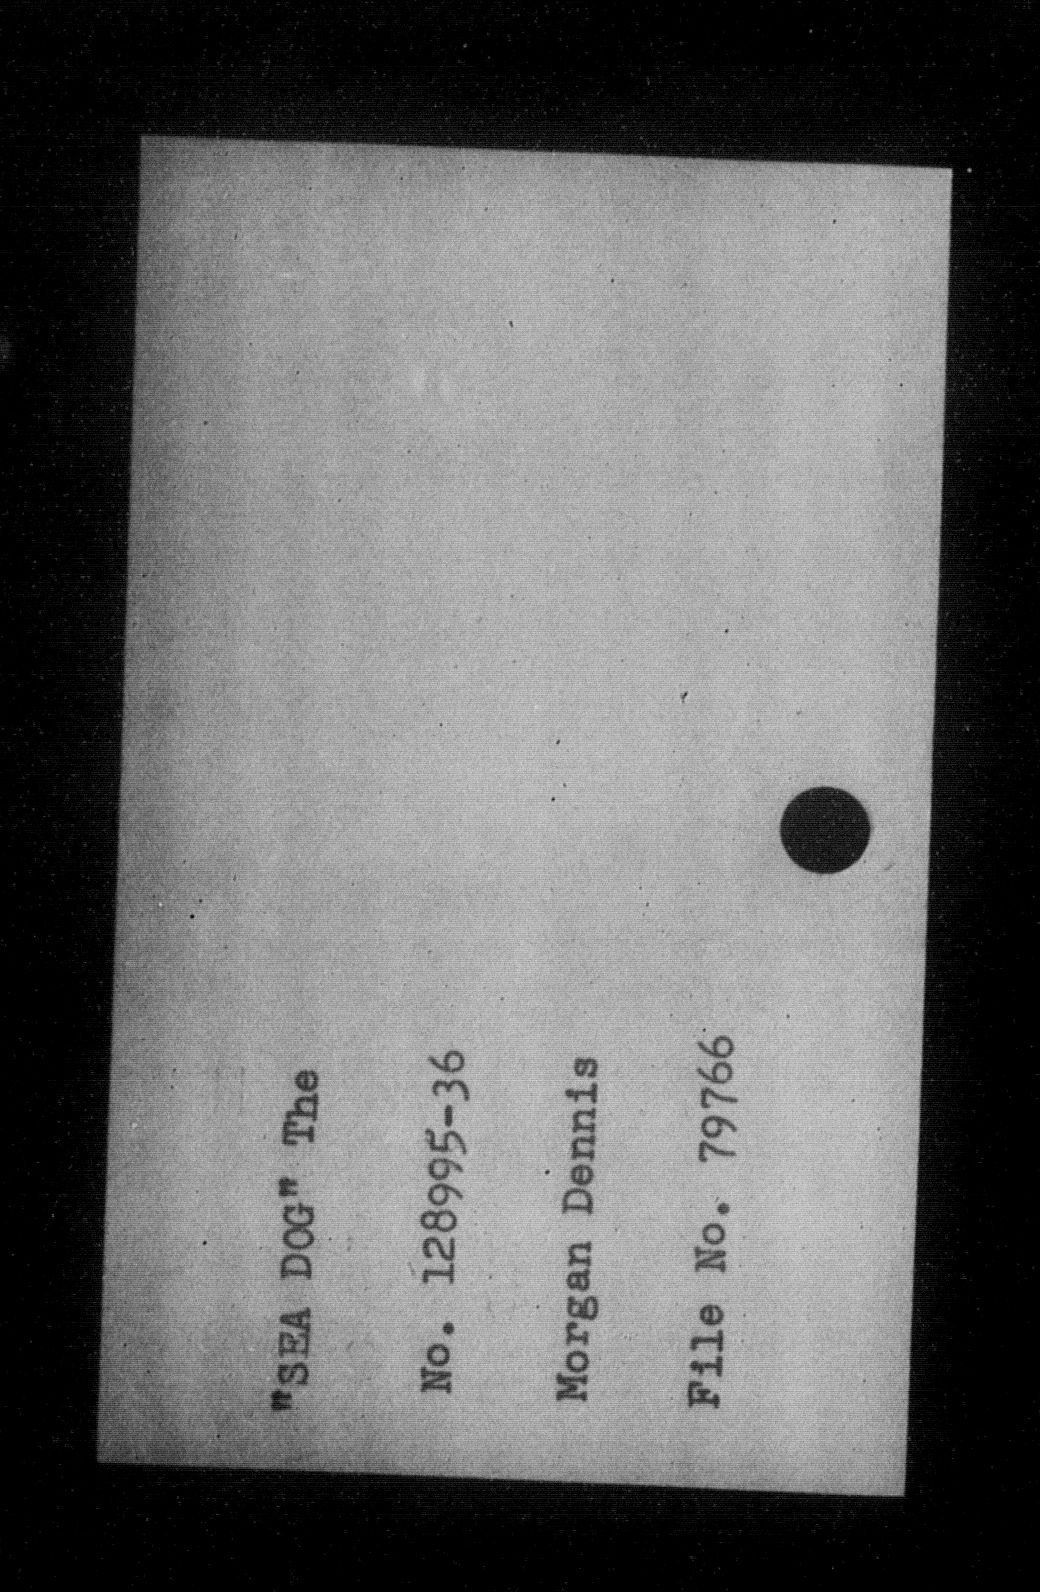 "SEA DOG" The
No. 128995-36
Morgan Dennis
File No. 79766